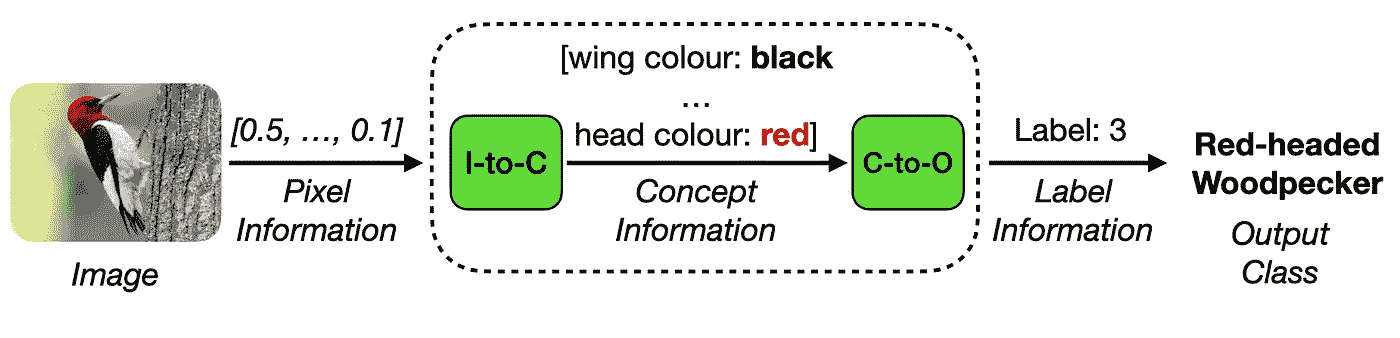 [wing colour: black
...
head colour: red]
[0.5, ..., 0.1]
I-to-C
C-to-O
Label: 3
Red-headed
Woodpecker
Pixel
Information
Concept
Information
Label
Information
Output
Class
Image